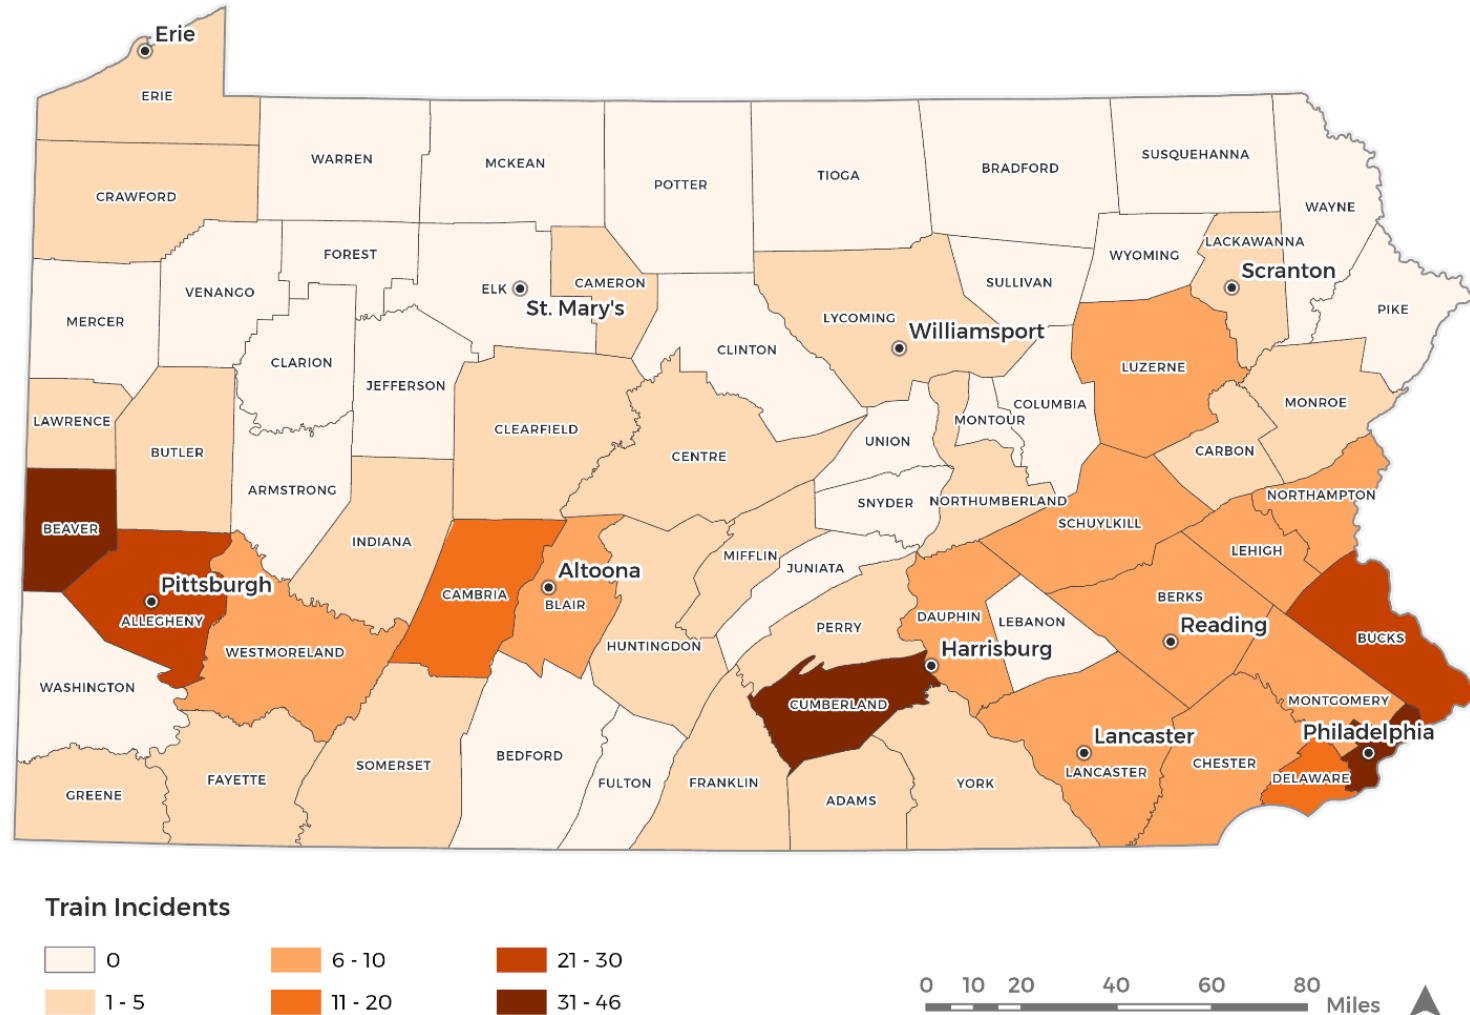 Erie
ERIE
WARREN
MCKEAN
POTTER
TIOGA
BRADFORD
SUSQUEHANNA
WAYNE
CRAWFORD
FOREST
VENANGO
ELK
St. Mary's
CAMERON
SULLIVAN
WYOMING
LACKAWANNA
Scranton
PIKE
MERCER
CLARION
JEFFERSON
CLINTON
LYCOMING
Williamsport
LUZERNE
MONROE
LAWRENCE
BUTLER
ARMSTRONG
CLEARFIELD
CENTRE
UNION
MONTOUR
COLUMBIA
CARBON
SNYDER
NORTHUMBERLAND
SCHUYLKILL
NORTHAMPTON
LEHIGH
BEAVER
INDIANA
MIFFLIN
JUNIATA
Pittsburgh
ALLEGHENY
CAMBRIA
Altoona
BLAIR
HUNTINGDON
PERRY
DAUPHIN
LEBANON
BERKS
Reading
BUCKS
WESTMORELAND
Harrisburg
WASHINGTON
CUMBERLAND
MONTGOMERY
Philadelphia
Lancaster
LANCASTER
CHESTER
DELAWARE
GREENE
FAYETTE
SOMERSET
BEDFORD
FULTON
FRANKLIN
ADAMS
YORK
Train Incidents
0
1 - 5
6 - 10
11 - 20
21 - 30
31 - 46
0 10 20 40 60 80
Miles